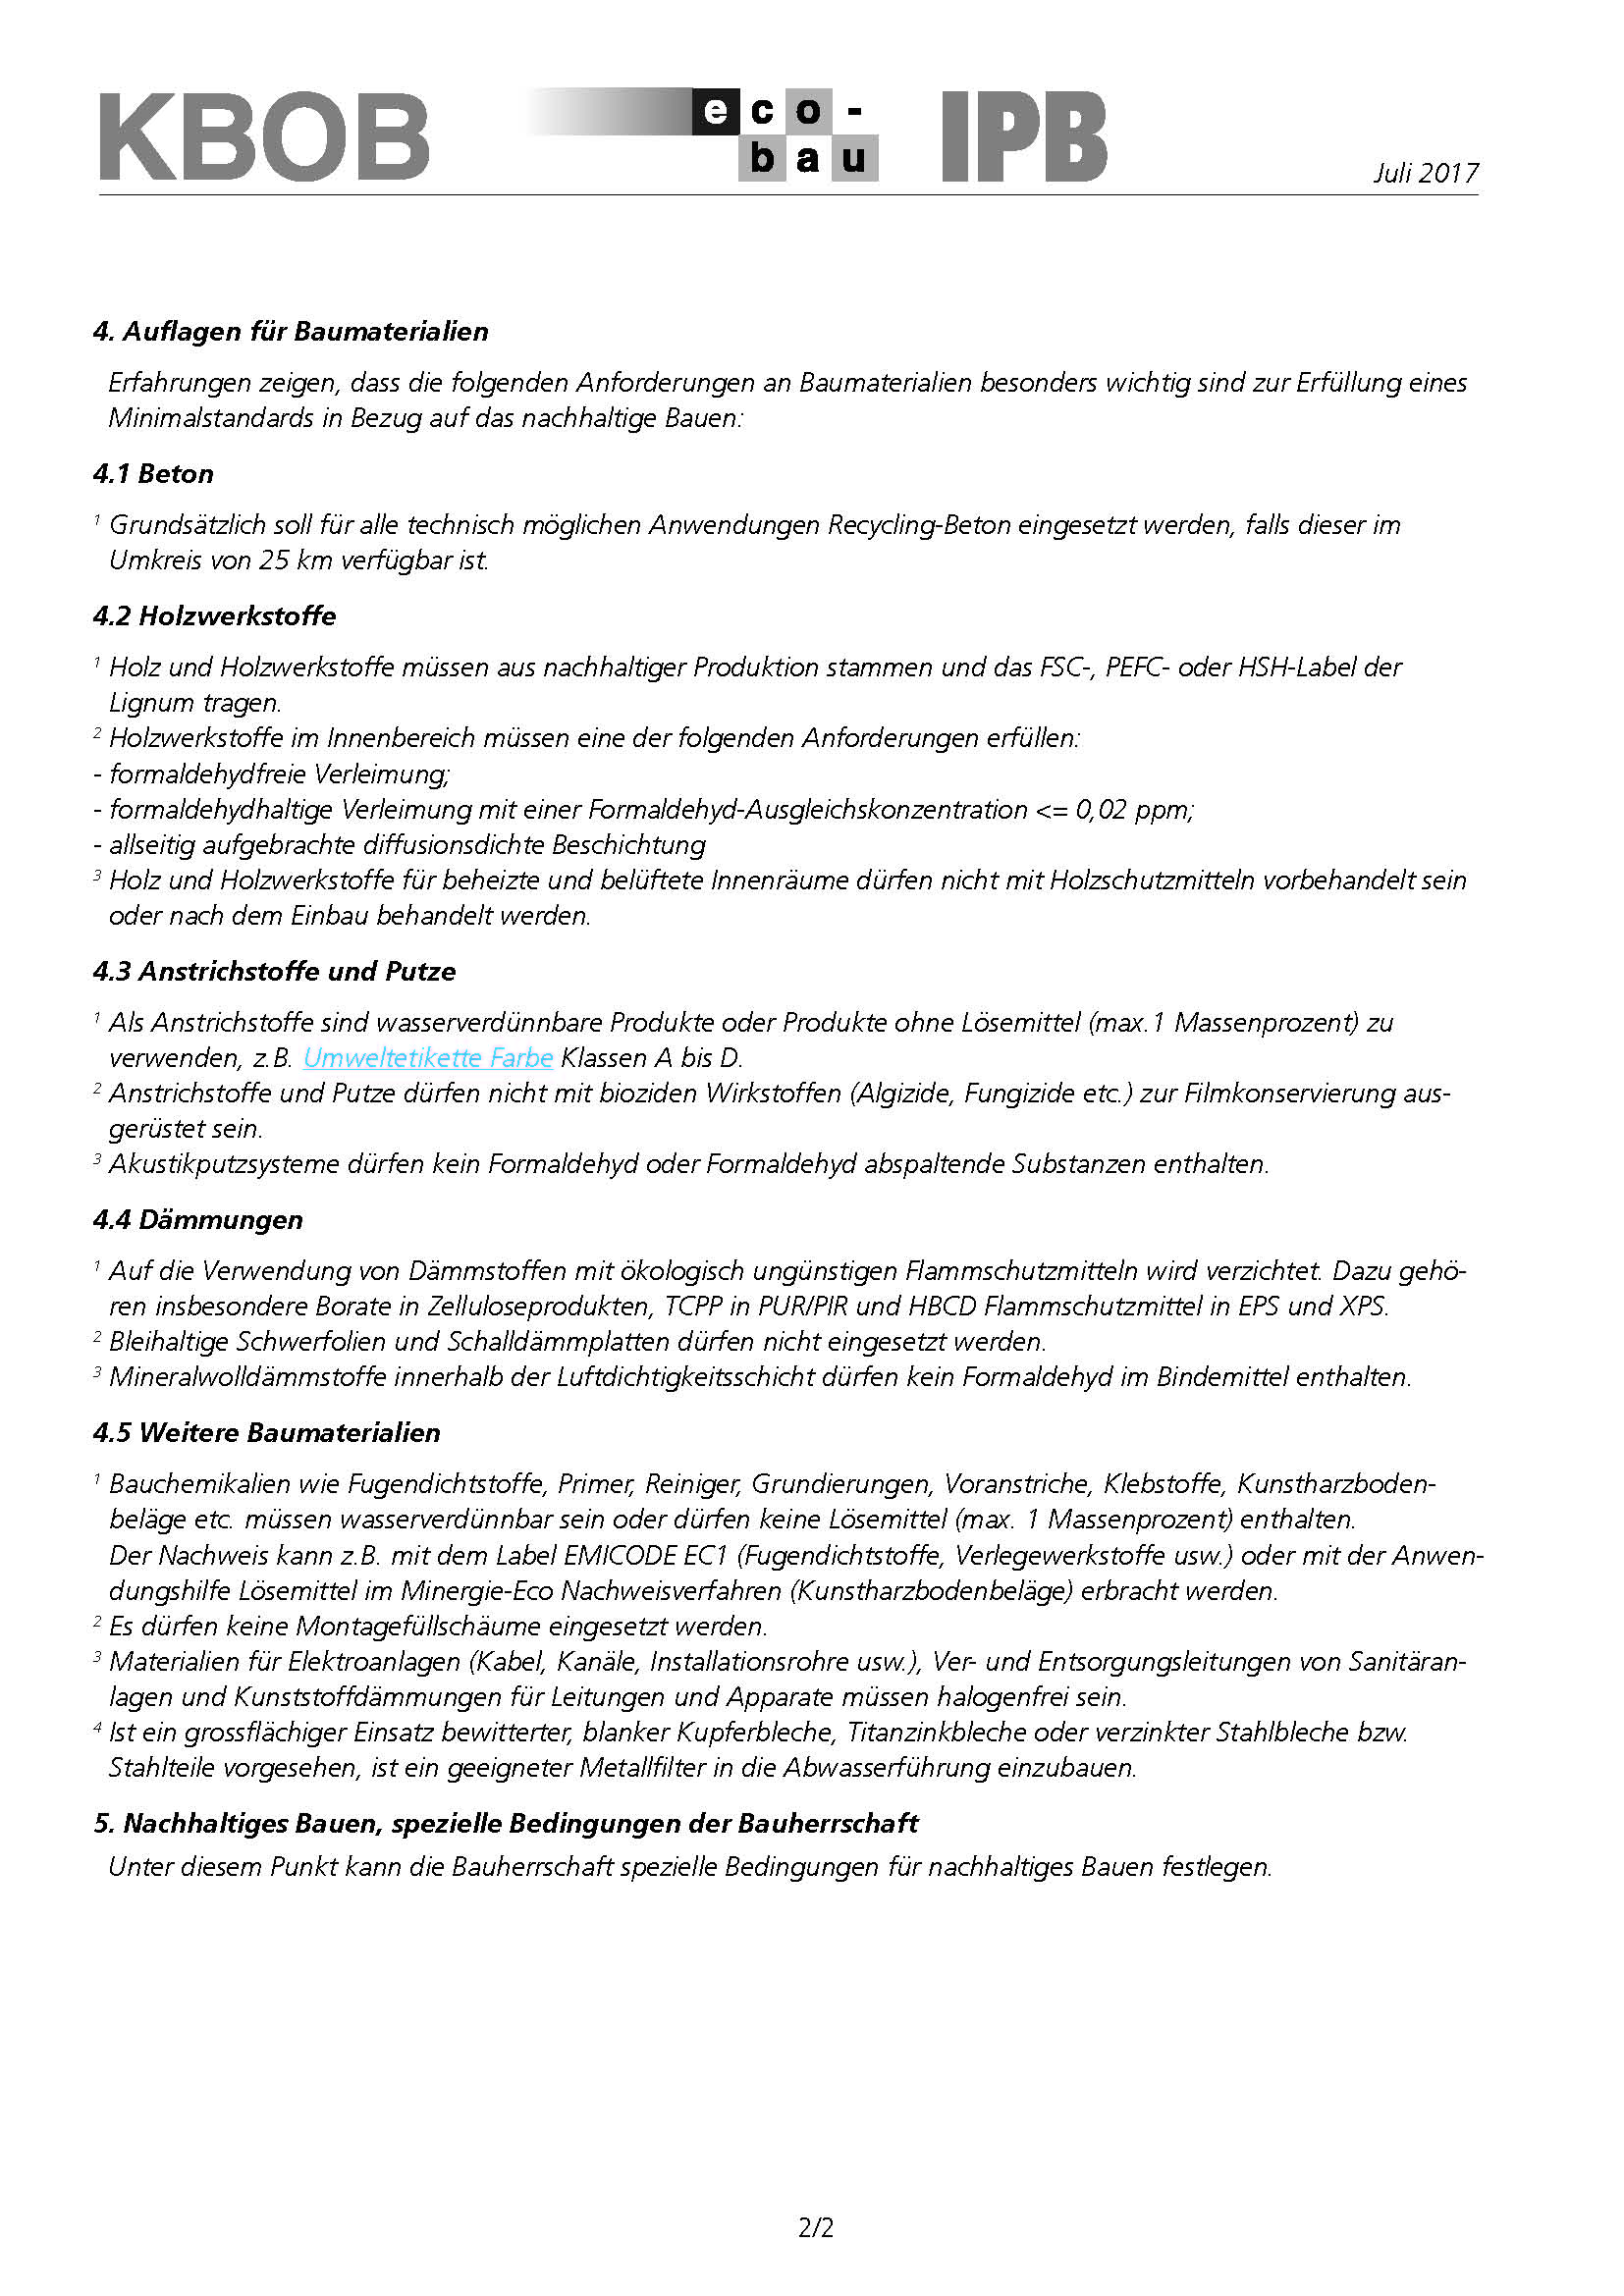 KBOB
eco-
bau
IPB
Juli 2017
4. Auflagen für Baumaterialien
Erfahrungen zeigen, dass die folgenden Anforderungen an Baumaterialien besonders wichtig sind zur Erfüllung eines
Minimalstandards in Bezug auf das nachhaltige Bauen:
4.1 Beton
1 Grundsätzlich soll für alle technisch möglichen Anwendungen Recycling-Beton eingesetzt werden, falls dieser im
Umkreis von 25 km verfügbar ist.
4.2 Holzwerkstoffe
1 Holz und Holzwerkstoffe müssen aus nachhaltiger Produktion stammen und das FSC-, PEFC- oder HSH-Label der
Lignum tragen.
2 Holzwerkstoffe im Innenbereich müssen eine der folgenden Anforderungen erfüllen:
- formaldehydfreie Verleimung;
- formaldehydhaltige Verleimung mit einer Formaldehyd-Ausgleichskonzentration <= 0,02 ppm;
- allseitig aufgebrachte diffusionsdichte Beschichtung
3 Holz und Holzwerkstoffe für beheizte und belüftete Innenräume dürfen nicht mit Holzschutzmitteln vorbehandelt sein
oder nach dem Einbau behandelt werden.
4.3 Anstrichstoffe und Putze
1 Als Anstrichstoffe sind wasserverdünnbare Produkte oder Produkte ohne Lösemittel (max.1 Massenprozent) zu
verwenden, z.B. Umweltetikette Farbe Klassen A bis D.
2 Anstrichstoffe und Putze dürfen nicht mit bioziden Wirkstoffen (Algizide, Fungizide etc.) zur Filmkonservierung aus-
gerüstet sein.
3 Akustikputzsysteme dürfen kein Formaldehyd oder Formaldehyd abspaltende Substanzen enthalten.
4.4 Dämmungen
1 Auf die Verwendung von Dämmstoffen mit ökologisch ungünstigen Flammschutzmitteln wird verzichtet. Dazu gehö-
ren insbesondere Borate in Zelluloseprodukten, TCPP in PUR/PIR und HBCD Flammschutzmittel in EPS und XPS.
2 Bleihaltige Schwerfolien und Schalldämmplatten dürfen nicht eingesetzt werden.
3 Mineralwolldämmstoffe innerhalb der Luftdichtigkeitsschicht dürfen kein Formaldehyd im Bindemittel enthalten.
4.5 Weitere Baumaterialien
1 Bauchemikalien wie Fugendichtstoffe, Primer, Reiniger, Grundierungen, Voranstriche, Klebstoffe, Kunstharzboden-
beläge etc. müssen wasserverdünnbar sein oder dürfen keine Lösemittel (max. 1 Massenprozent) enthalten.
Der Nachweis kann z.B. mit dem Label EMICODE EC1 (Fugendichtstoffe, Verlegewerkstoffe usw.) oder mit der Anwen-
dungshilfe Lösemittel im Minergie-Eco Nachweisverfahren (Kunstharzbodenbeläge) erbracht werden.
2 Es dürfen keine Montagefüllschäume eingesetzt werden.
3 Materialien für Elektroanlagen (Kabel, Kanäle, Installationsrohre usw.), Ver- und Entsorgungsleitungen von Sanitäran-
lagen und Kunststoffdämmungen für Leitungen und Apparate müssen halogenfrei sein.
4 Ist ein grossflächiger Einsatz bewitterter, blanker Kupferbleche, Titanzinkbleche oder verzinkter Stahlbleche bzw.
Stahlteile vorgesehen, ist ein geeigneter Metallfilter in die Abwasserführung einzubauen.
5. Nachhaltiges Bauen, spezielle Bedingungen der Bauherrschaft
Unter diesem Punkt kann die Bauherrschaft spezielle Bedingungen für nachhaltiges Bauen festlegen.
2/2